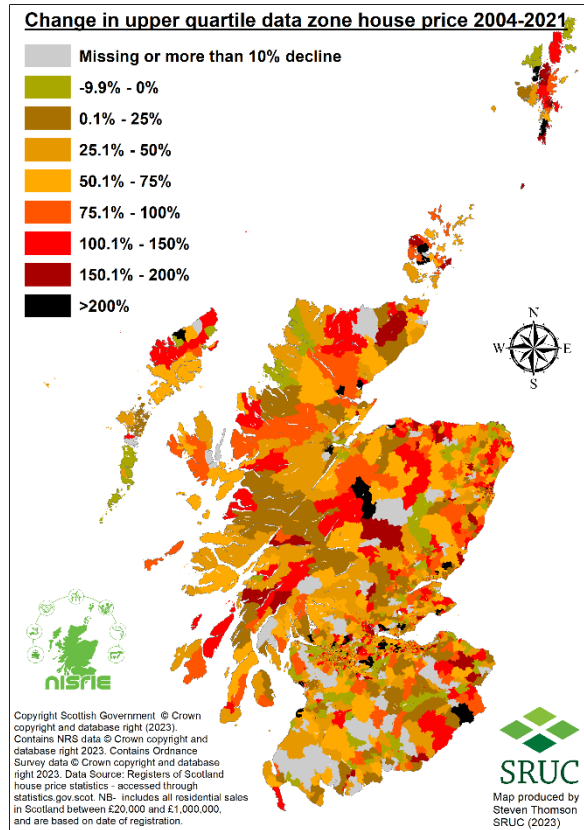 Change in upper quartile data zone house price 2004-2021
Missing or more than 10% decline
-9.9% - 0%
0.1% - 25%
25.1% - 50%
50.1% - 75%
75.1% - 100%
100.1% - 150%
150.1% - 200%
>200%
N
W E
S
NISRIE
Copyright Scottish Government © Crown
copyright and database right (2023).
Contains NRS data © Crown copyright and
database right 2023. Contains Ordnance
Survey data © Crown copyright and database
right 2023. Data Source: Registers of Scotland
house price statistics - accessed through
statistics.gov.scot. NB- includes all residential sales
in Scotland between £20,000 and £1,000,000,
and are based on date of registration.
SRUC
Map produced by
Steven Thomson
SRUC (2023)